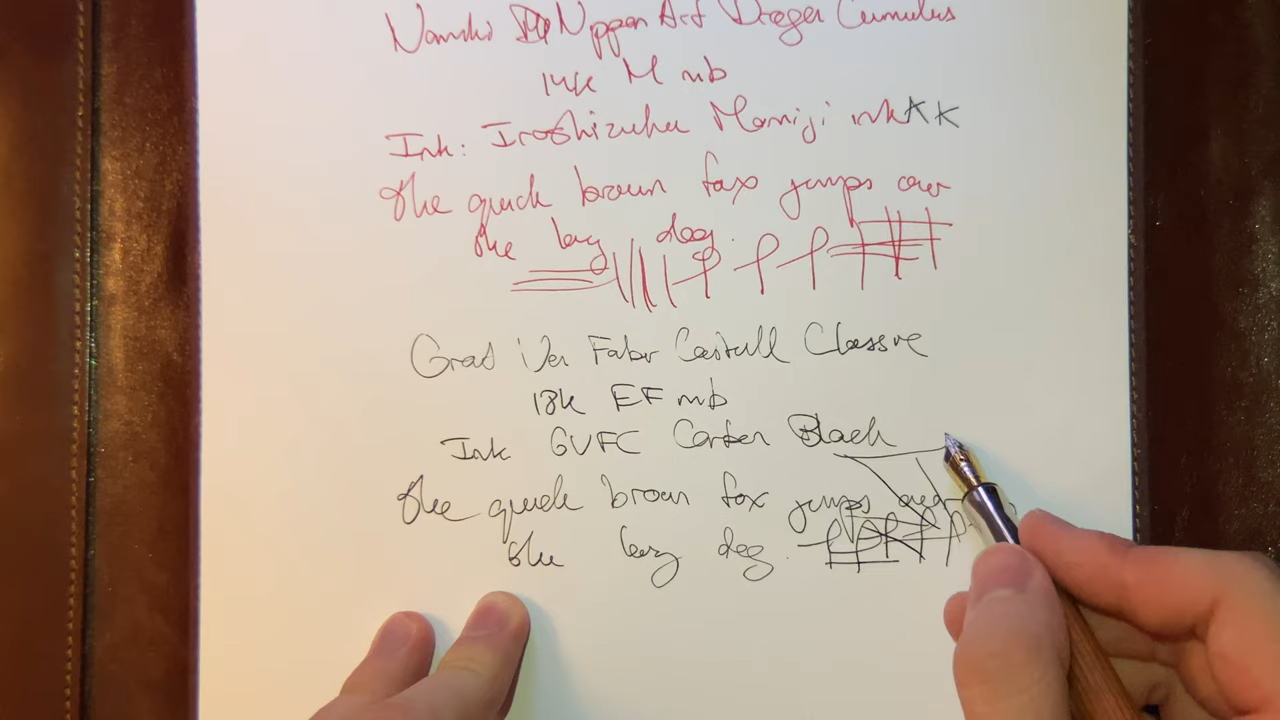 Namiki Nippon Art Dragon Cumulus
14k M nib
Ink: Iroshizuku Momiji ink K K
the quick brown fox jumps over
the lazy dog.
Graf Von Faber Castell Classic
18k EF nib
Ink GVFC Carbon Black
the quick brown fox jumps over
the lazy dog.